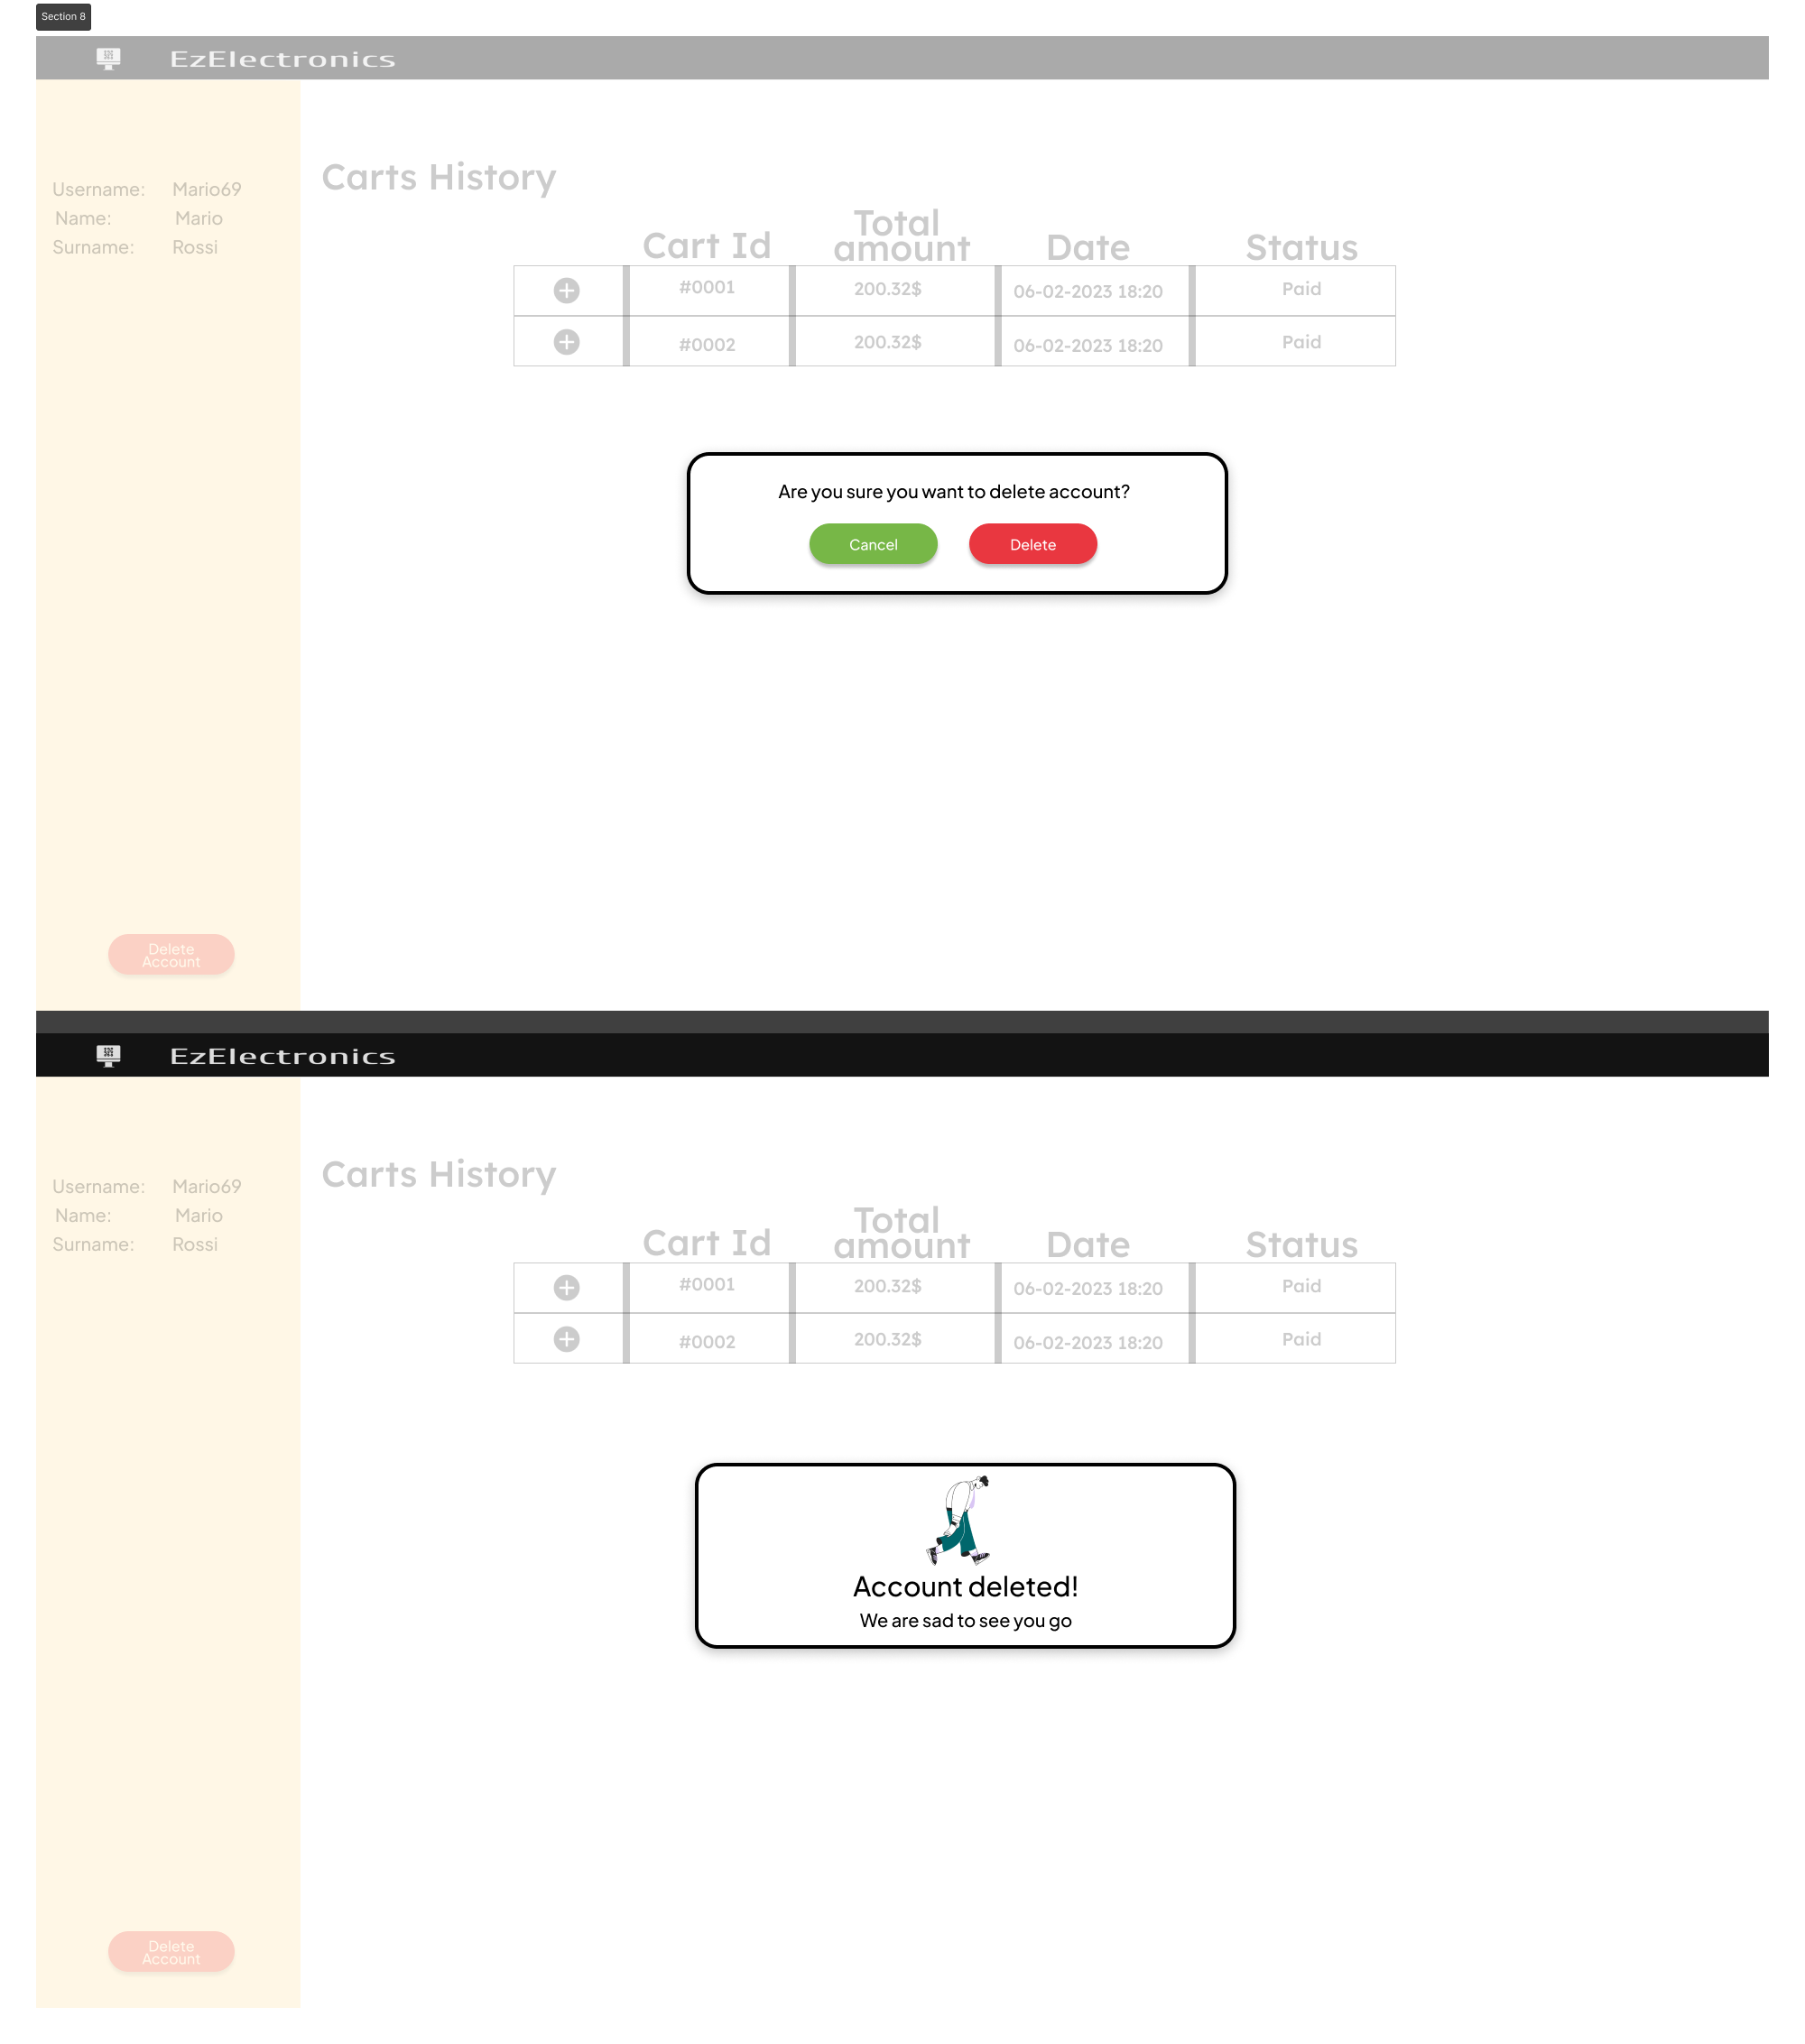 Section 8
EzElectronics
Username: Mario69
Name: Mario
Surname: Rossi
Carts History
Cart Id Total amount Date Status
#0001 200.32$ 06-02-2023 18:20 Paid
#0002 200.32$ 06-02-2023 18:20 Paid
Are you sure you want to delete account?
Cancel Delete
Delete
Account
EzElectronics
Username: Mario69
Name: Mario
Surname: Rossi
Carts History
Cart Id Total amount Date Status
#0001 200.32$ 06-02-2023 18:20 Paid
#0002 200.32$ 06-02-2023 18:20 Paid
Account deleted!
We are sad to see you go
Delete
Account